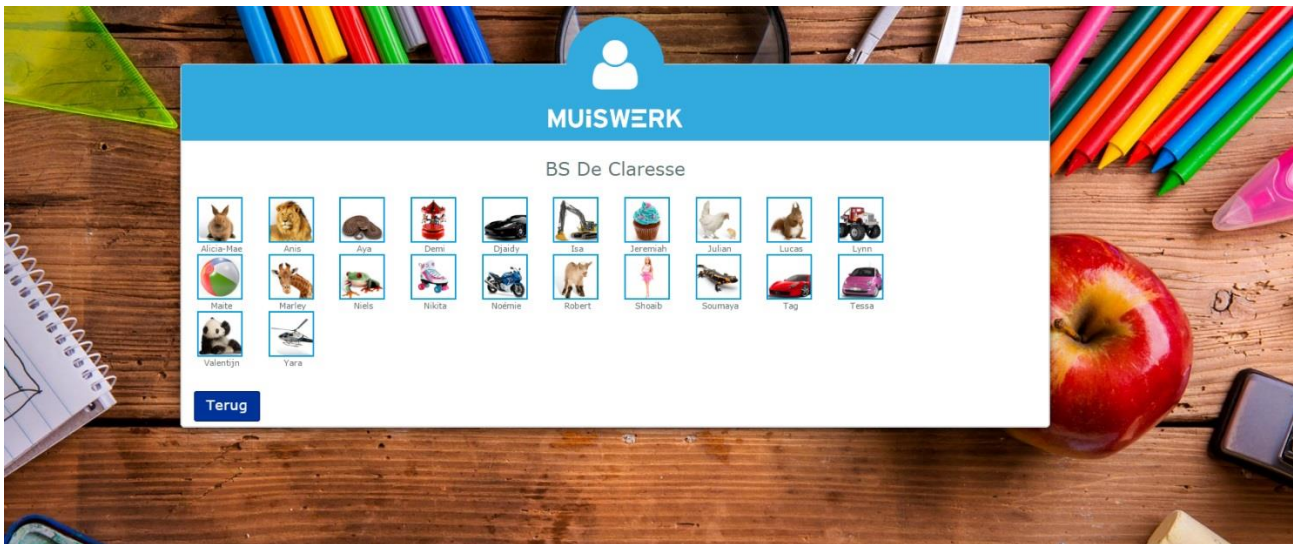 MUiSWERK
BS De Claresse
Alicia-Mae Anis Aya Demi Djaidy Isa Jeremiah Julian Lucas Lynn
Maite Marley Niels Nikita Noémie Robert Shoaib Soumaya Tag Tessa
Valentijn Yara
Terug